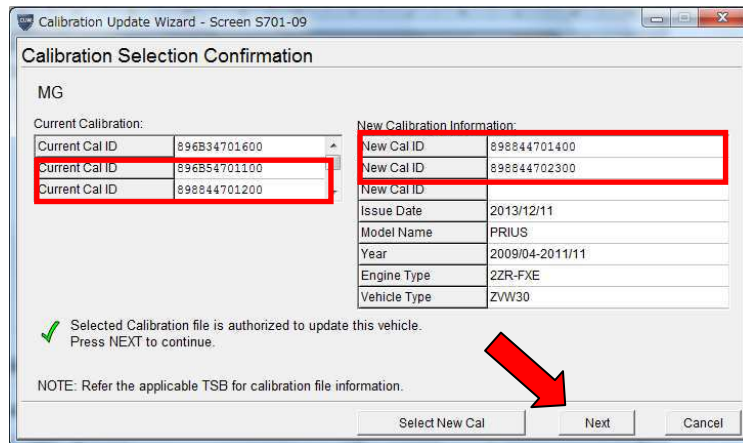 Calibration Update Wizard - Screen S701-09
Calibration Selection Confirmation
MG
Current Calibration:
Current Cal ID 896B34701600
Current Cal ID 896B54701100
Current Cal ID 898844701200
New Calibration Information:
New Cal ID 898844701400
New Cal ID 898844702300
New Cal ID
Issue Date 2013/12/11
Model Name PRIUS
Year 2009/04-2011/11
Engine Type 2ZR-FXE
Vehicle Type ZVW30
Selected Calibration file is authorized to update this vehicle.
Press NEXT to continue.
NOTE: Refer the applicable TSB for calibration file information.
Select New Cal Next Cancel